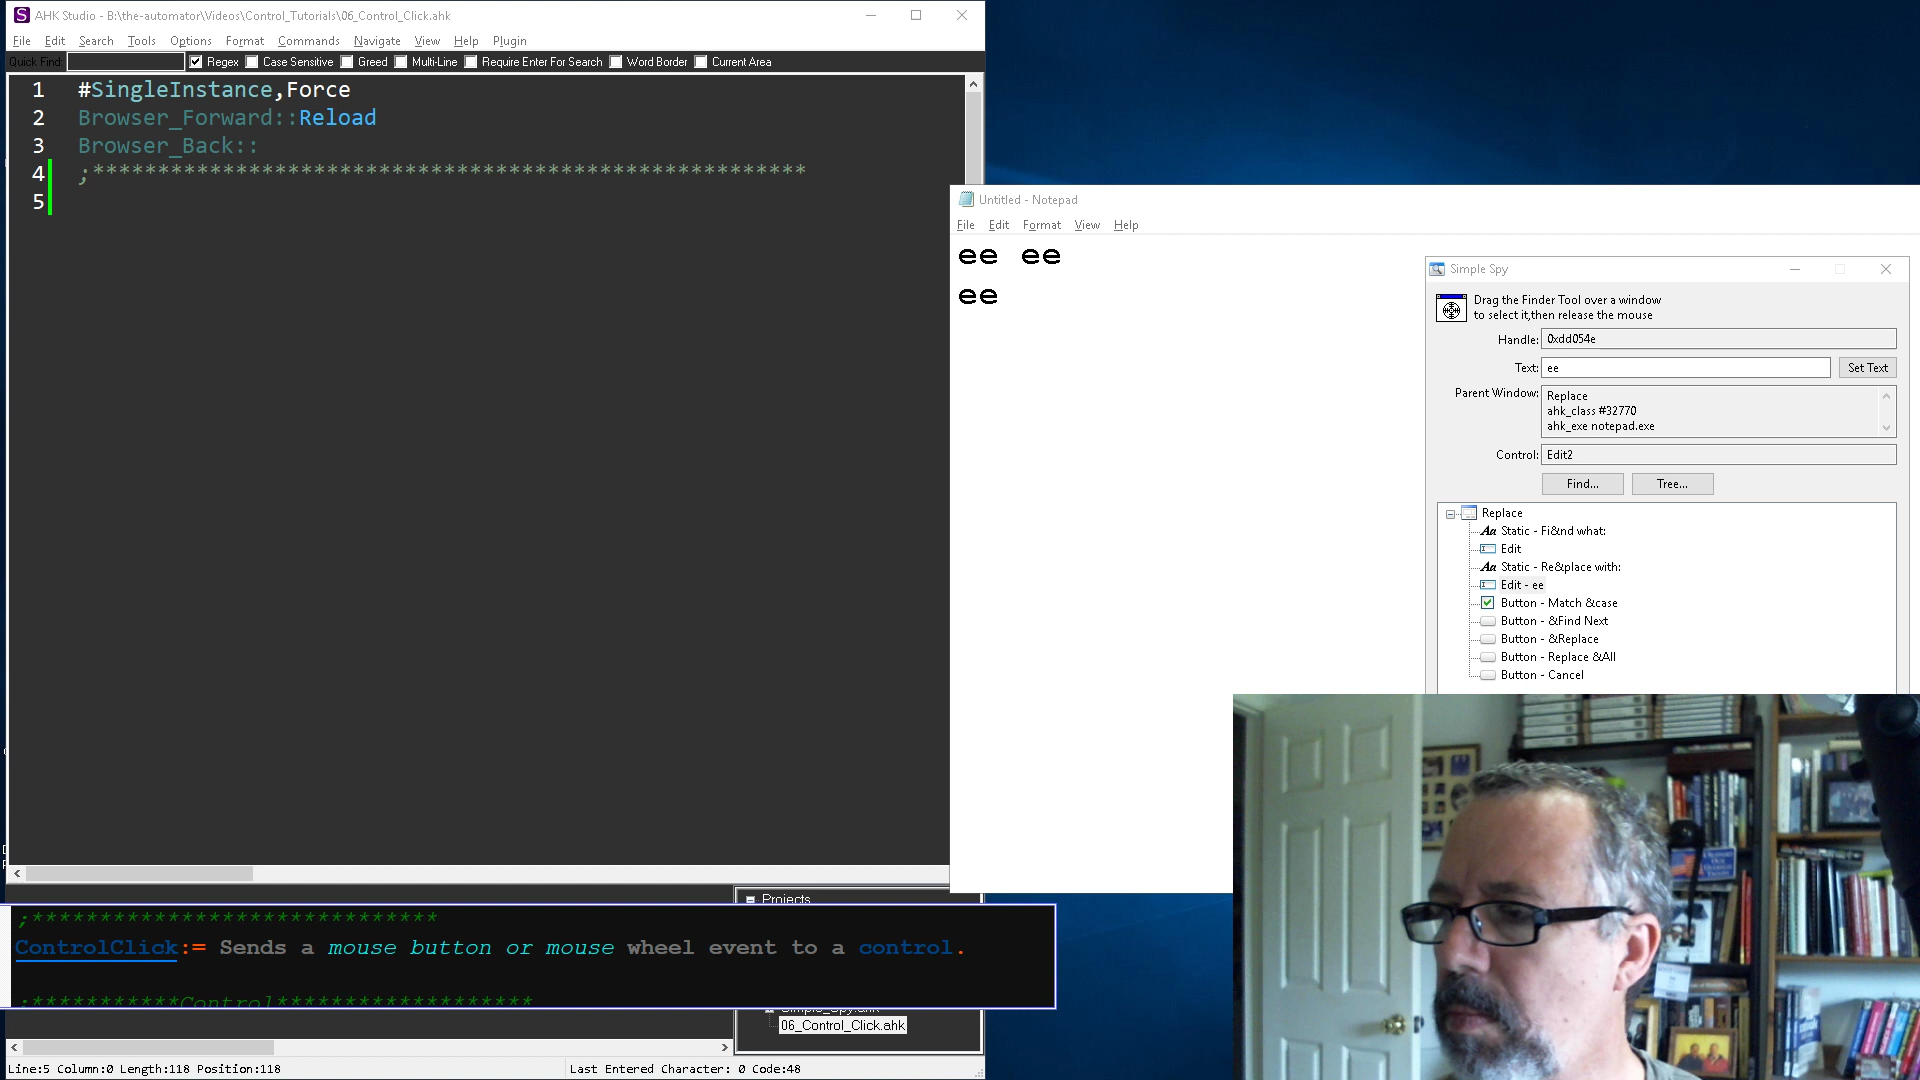 AHK Studio - B:\the-automator\Videos\Control_Tutorials\06_Control_Click.ahk
File Edit Search Tools Options Format Commands Navigate View Help Plugin
Quick Find: Regex Case Sensitive Greed Multi-Line Require Enter For Search Word Border Current Area
1 #SingleInstance,Force
2 Browser_Forward::Reload
3 Browser_Back::
4 ;*******************************************************
5
Untitled - Notepad
File Edit Format View Help
ee ee
ee
Simple Spy
Drag the Finder Tool over a window
to select it,then release the mouse
Handle: 0xdd054e
Text: ee Set Text
Parent Window: Replace
ahk_class #32770
ahk_exe notepad.exe
Control: Edit2
Find... Tree...
Replace
Static - Fi&nd what:
Edit
Static - Re&place with:
Edit - ee
Button - Match &case
Button - &Find Next
Button - &Replace
Button - Replace &All
Button - Cancel
Projects
;*******************************
ControlClick:= Sends a mouse button or mouse wheel event to a control.
;***********Control********************
Simple_Spy.ahk
06_Control_Click.ahk
Line:5 Column:0 Length:118 Position:118 Last Entered Character: 0 Code:48